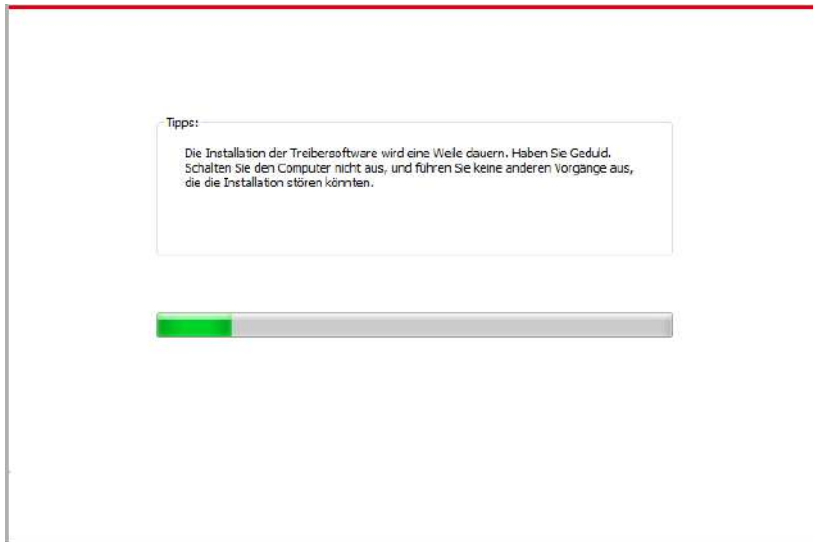 Tipps:
Die Installation der Treibersoftware wird eine Weile dauern. Haben Sie Geduld.
Schalten Sie den Computer nicht aus, und führen Sie keine anderen Vorgänge aus,
die die Installation stören könnten.